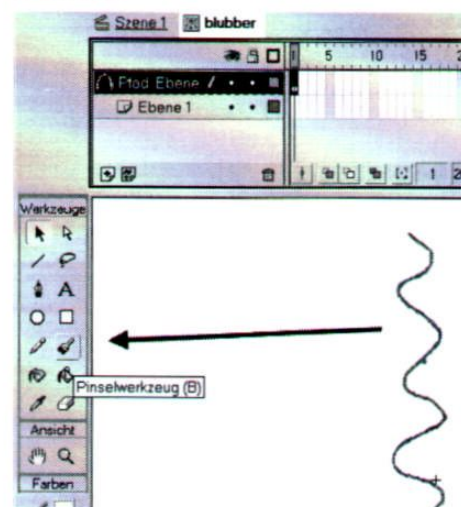 Szene 1 blubber
5 10 15
Pfad Ebene
Ebene 1
1
Werkzeuge
A
Pinselwerkzeug (B)
Ansicht
Farben